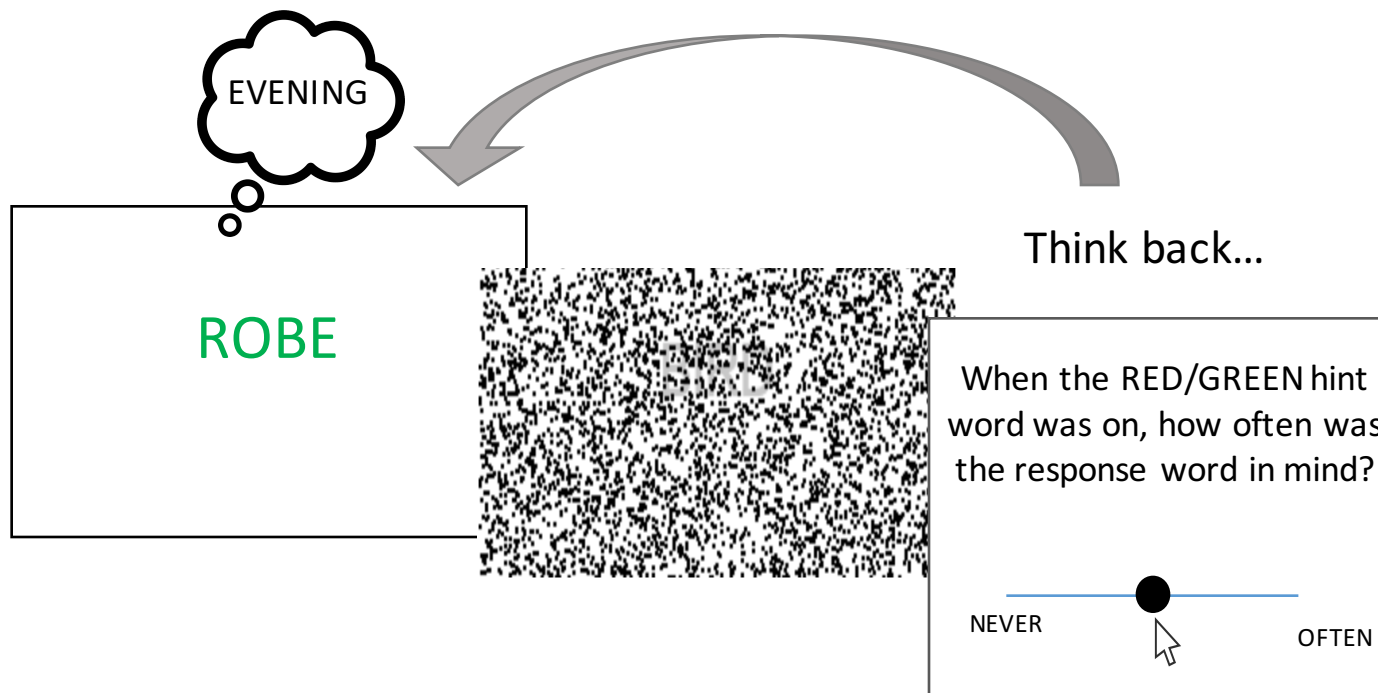 EVENING
ROBE
Think back...
When the RED/GREEN hint
word was on, how often was
the response word in mind?
NEVER
OFTEN